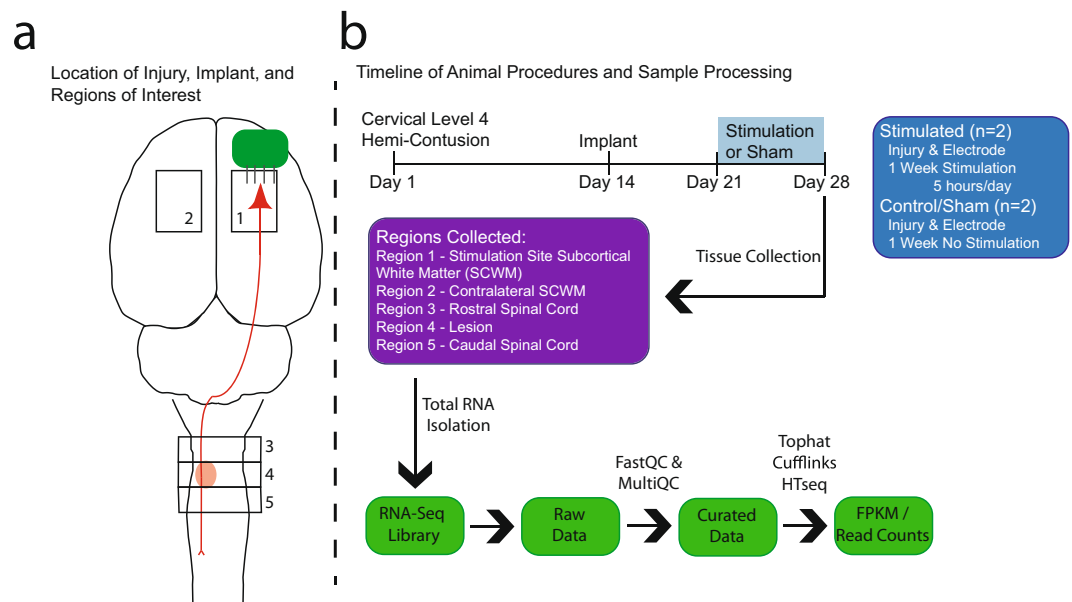 a
Location of Injury, Implant, and
Regions of Interest
2
1
3
4
5
b
Timeline of Animal Procedures and Sample Processing
Cervical Level 4
Hemi-Contusion
Implant
Stimulation
or Sham
Day 1
Day 14
Day 21
Day 28
Stimulated (n=2)
Injury & Electrode
1 Week Stimulation
5 hours/day
Control/Sham (n=2)
Injury & Electrode
1 Week No Stimulation
Tissue Collection
Regions Collected:
Region 1 - Stimulation Site Subcortical
White Matter (SCWM)
Region 2 - Contralateral SCWM
Region 3 - Rostral Spinal Cord
Region 4 - Lesion
Region 5 - Caudal Spinal Cord
Total RNA
Isolation
FastQC &
MultiQC
Tophat
Cufflinks
HTseq
RNA-Seq
Library
Raw
Data
Curated
Data
FPKM /
Read Counts